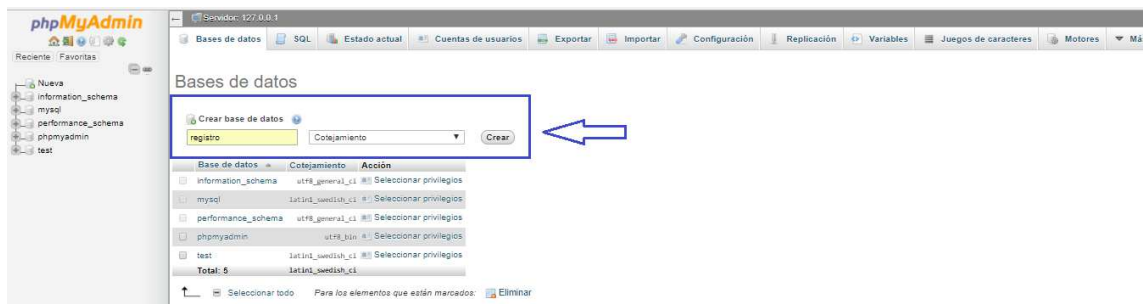 phpMyAdmin
Reciente Favoritas
Nueva
information_schema
mysql
performance_schema
phpmyadmin
test
Servidor: 127.0.0.1
Bases de datos SQL Estado actual Cuentas de usuarios Exportar Importar Configuración Replicación Variables Juegos de caracteres Motores Má
Bases de datos
Crear base de datos
registro Cotejamiento Crear
Base de datos Cotejamiento Acción
information_schema utf8_general_ci Seleccionar privilegios
mysql latin1_swedish_ci Seleccionar privilegios
performance_schema utf8_general_ci Seleccionar privilegios
phpmyadmin utf8_bin Seleccionar privilegios
test latin1_swedish_ci Seleccionar privilegios
Total: 5 latin1_swedish_ci
Seleccionar todo Para los elementos que están marcados: Eliminar